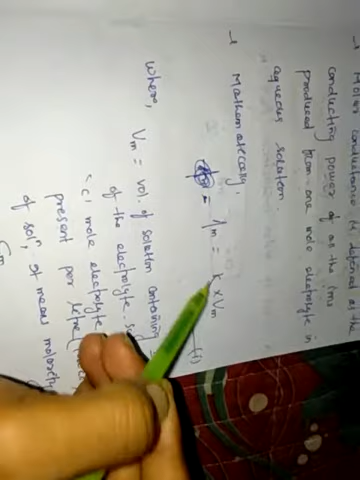 → Molar conductance is defined as the
conducting power of as the ions
produced from one mole electrolyte in
aqueous solution.
→ Mathematically,
Λm = K × Vm —(i)
where,
Vm = vol. of solution containing
of the electrolyte.
'c' mole electrolyte
present per litre
of solⁿ, it means molarity
Cm